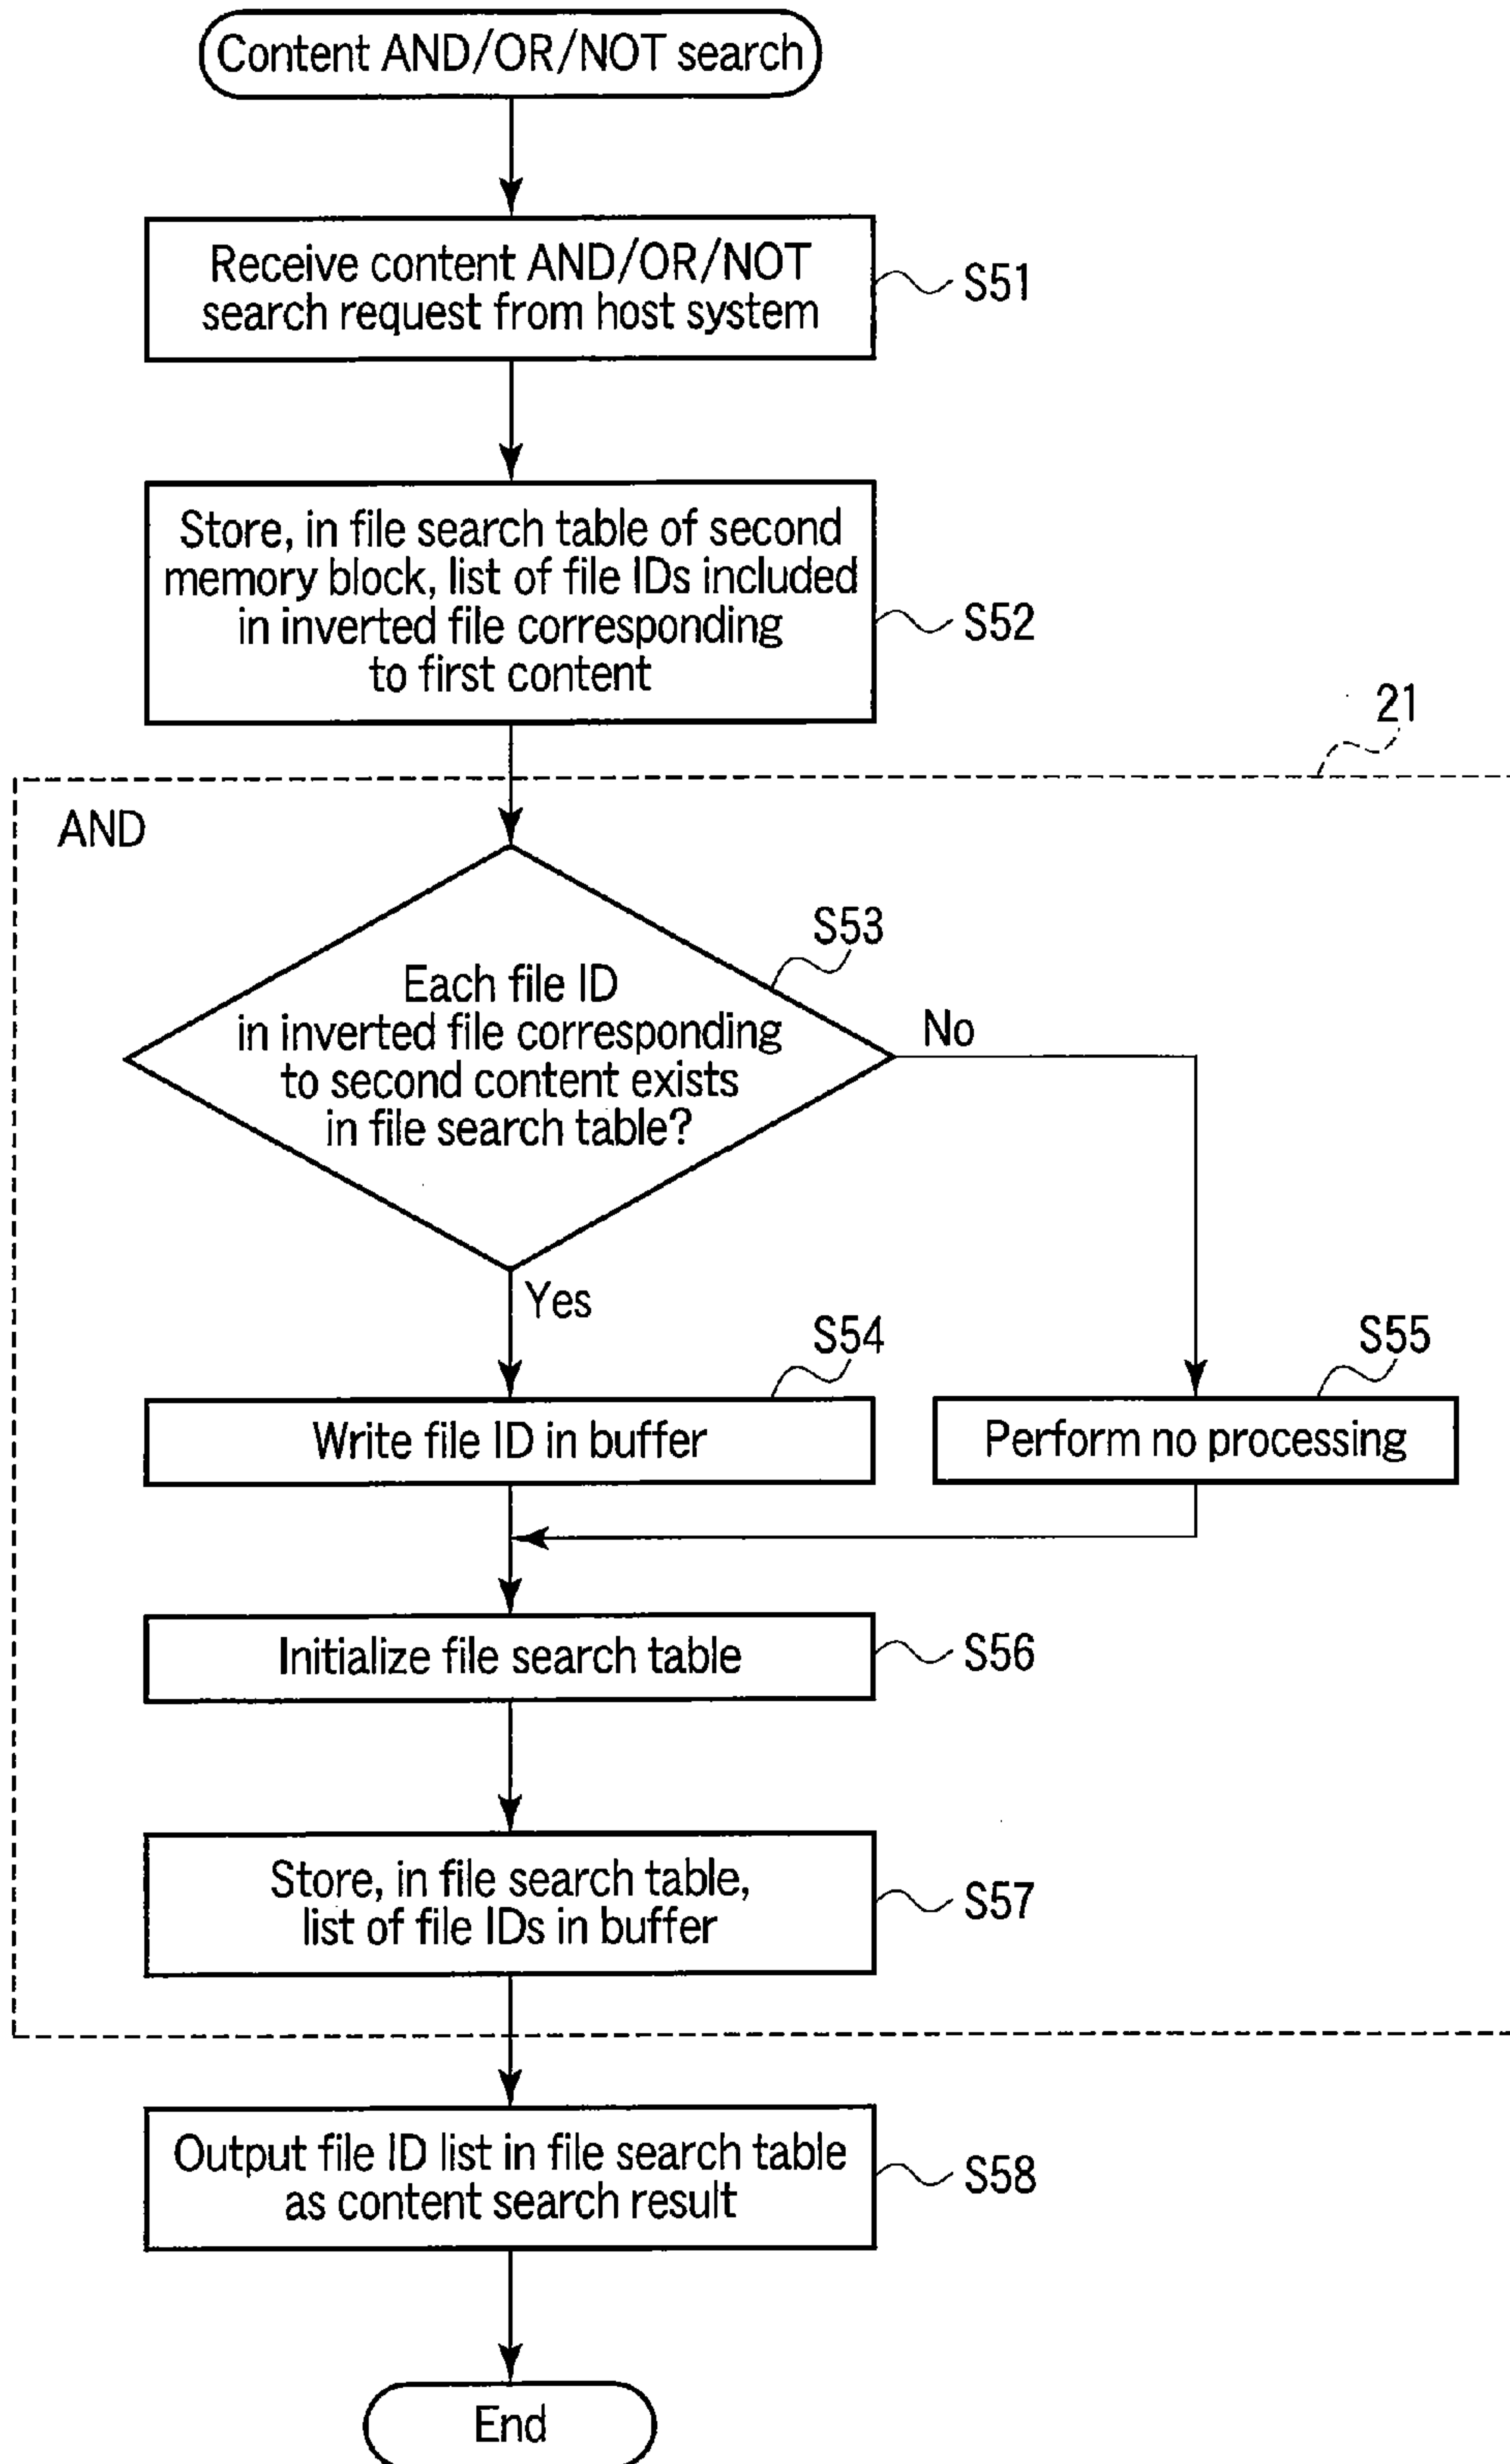 Content AND/OR/NOT search
Receive content AND/OR/NOT
search request from host system
S51
Store, in file search table of second
memory block, list of file IDs included
in inverted file corresponding
to first content
S52
21
AND
S53
Each file ID
in inverted file corresponding
to second content exists
in file search table?
No
Yes
S54
S55
Write file ID in buffer
Perform no processing
Initialize file search table
S56
Store, in file search table,
list of file IDs in buffer
S57
Output file ID list in file search table
as content search result
S58
End